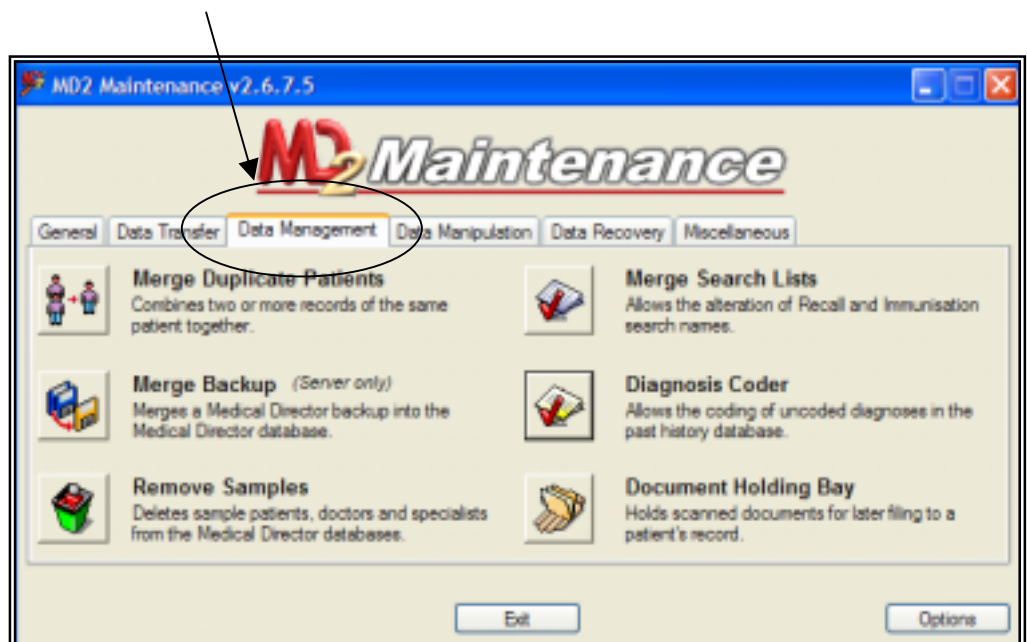 MD2 Maintenance v2.6.7.5
MD2 Maintenance
General Data Transfer Data Management Data Manipulation Data Recovery Miscellaneous
Merge Duplicate Patients
Combines two or more records of the same
patient together.
Merge Search Lists
Allows the alteration of Recall and Immunisation
search names.
Merge Backup (Server only)
Merges a Medical Director backup into the
Medical Director database.
Diagnosis Coder
Allows the coding of uncoded diagnoses in the
past history database.
Remove Samples
Deletes sample patients, doctors and specialists
from the Medical Director databases.
Document Holding Bay
Holds scanned documents for later filing to a
patient's record.
Exit Options